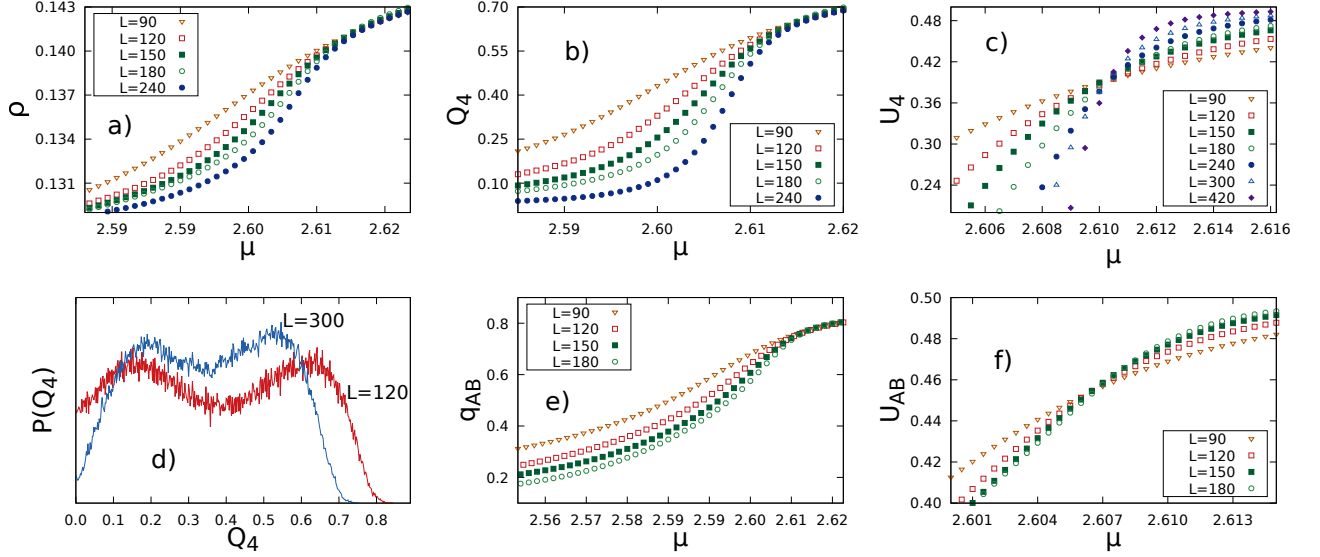 0.143
0.140
0.137
0.134
0.131
ρ
L=90
L=120
L=150
L=180
L=240
a)
2.59 2.59 2.60 2.61 2.62
μ
0.70
0.55
0.40
0.25
0.10
Q4
b)
L=90
L=120
L=150
L=180
L=240
2.59 2.60 2.61 2.62
μ
0.48
0.42
0.36
0.30
0.24
U4
c)
L=90
L=120
L=150
L=180
L=240
L=300
L=420
2.606 2.608 2.610 2.612 2.614 2.616
μ
P(Q4)
L=300
L=120
d)
0.0 0.1 0.2 0.3 0.4 0.5 0.6 0.7 0.8
Q4
0.8
0.6
0.4
0.2
qAB
L=90
L=120
L=150
L=180
e)
2.56 2.57 2.58 2.59 2.60 2.61 2.62
μ
0.50
0.48
0.46
0.44
0.42
0.40
UAB
f)
L=90
L=120
L=150
L=180
2.601 2.604 2.607 2.610 2.613
μ